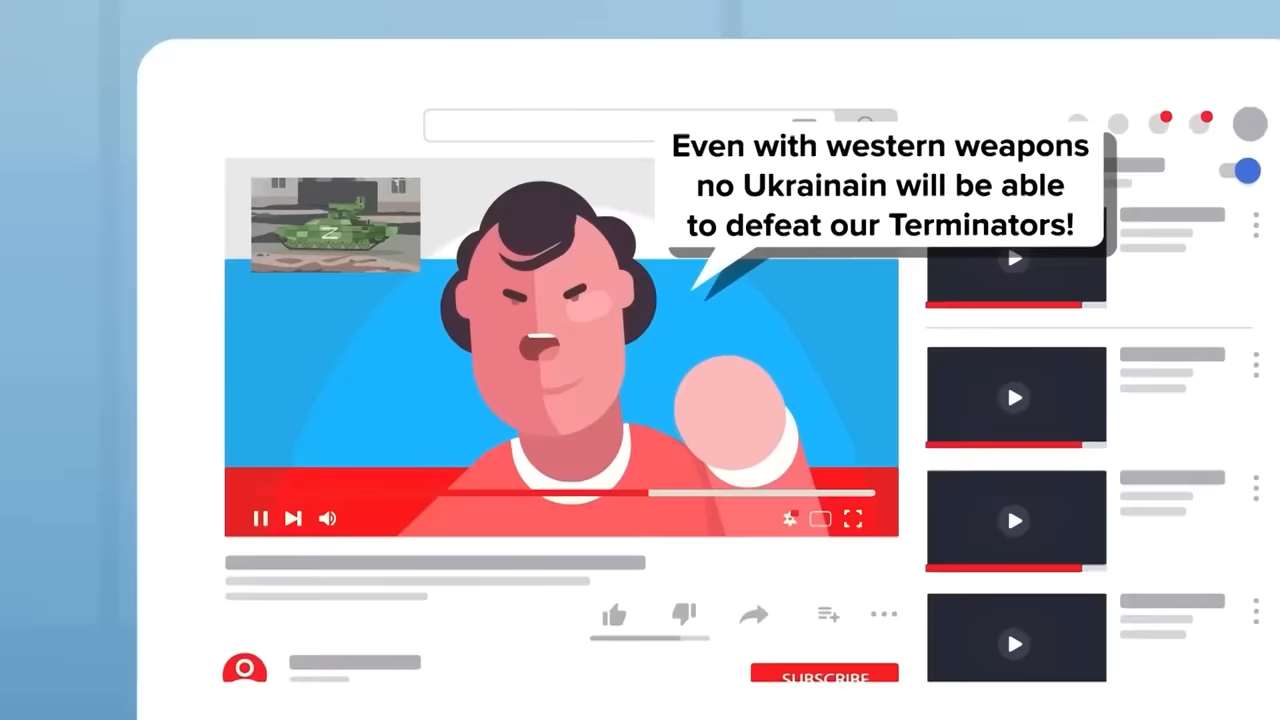 Even with western weapons
no Ukrainain will be able
to defeat our Terminators!
Z
SUBSCRIBE